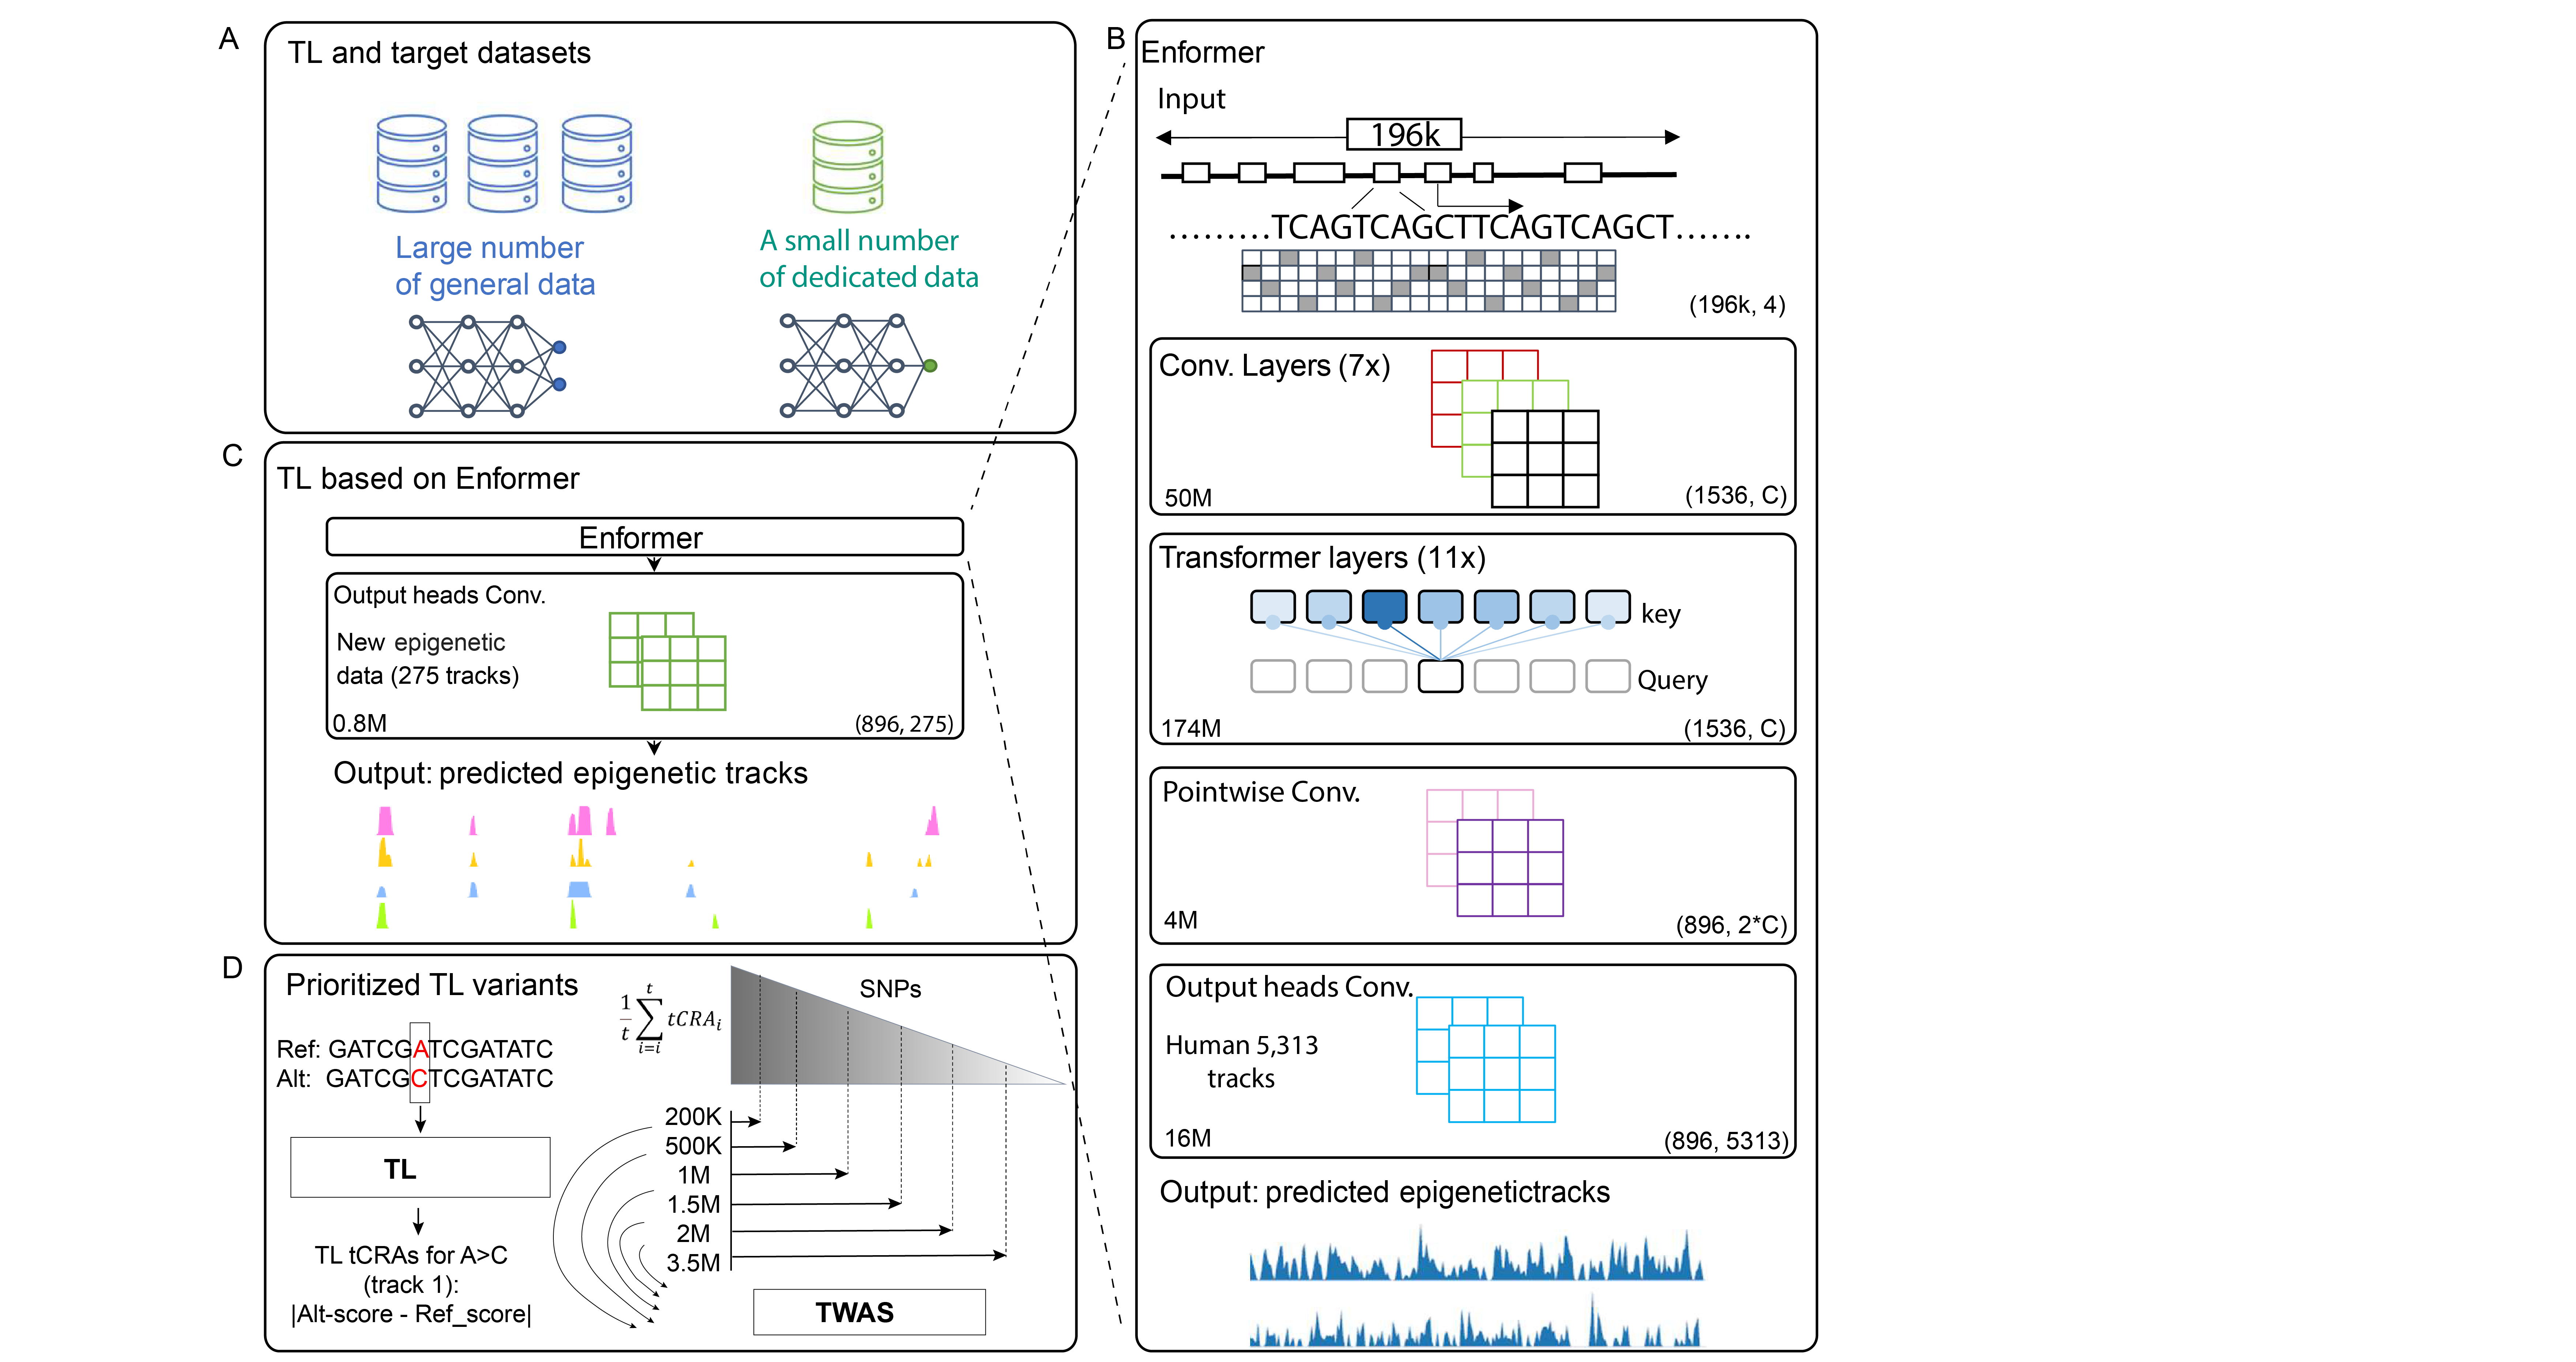 A
TL and target datasets
Large number
of general data
A small number
of dedicated data
B
Enformer
Input
196k
.........TCAGTCAGCTTCAGTCAGCT.......
(196k, 4)
Conv. Layers (7x)
50M
(1536, C)
Transformer layers (11x)
key
Query
174M
(1536, C)
Pointwise Conv.
4M
(896, 2*C)
Output heads Conv.
Human 5,313
tracks
16M
(896, 5313)
Output: predicted epigenetictracks
C
TL based on Enformer
Enformer
Output heads Conv.
New epigenetic
data (275 tracks)
0.8M
(896, 275)
Output: predicted epigenetic tracks
D
Prioritized TL variants
Ref: GATCGATCGATATC
Alt: GATCGCTCGATATC
TL
TL tCRAs for A>C
(track 1):
|Alt-score - Ref_score|
1/t ∑ i=i t tCRAi
SNPs
200K
500K
1M
1.5M
2M
3.5M
TWAS